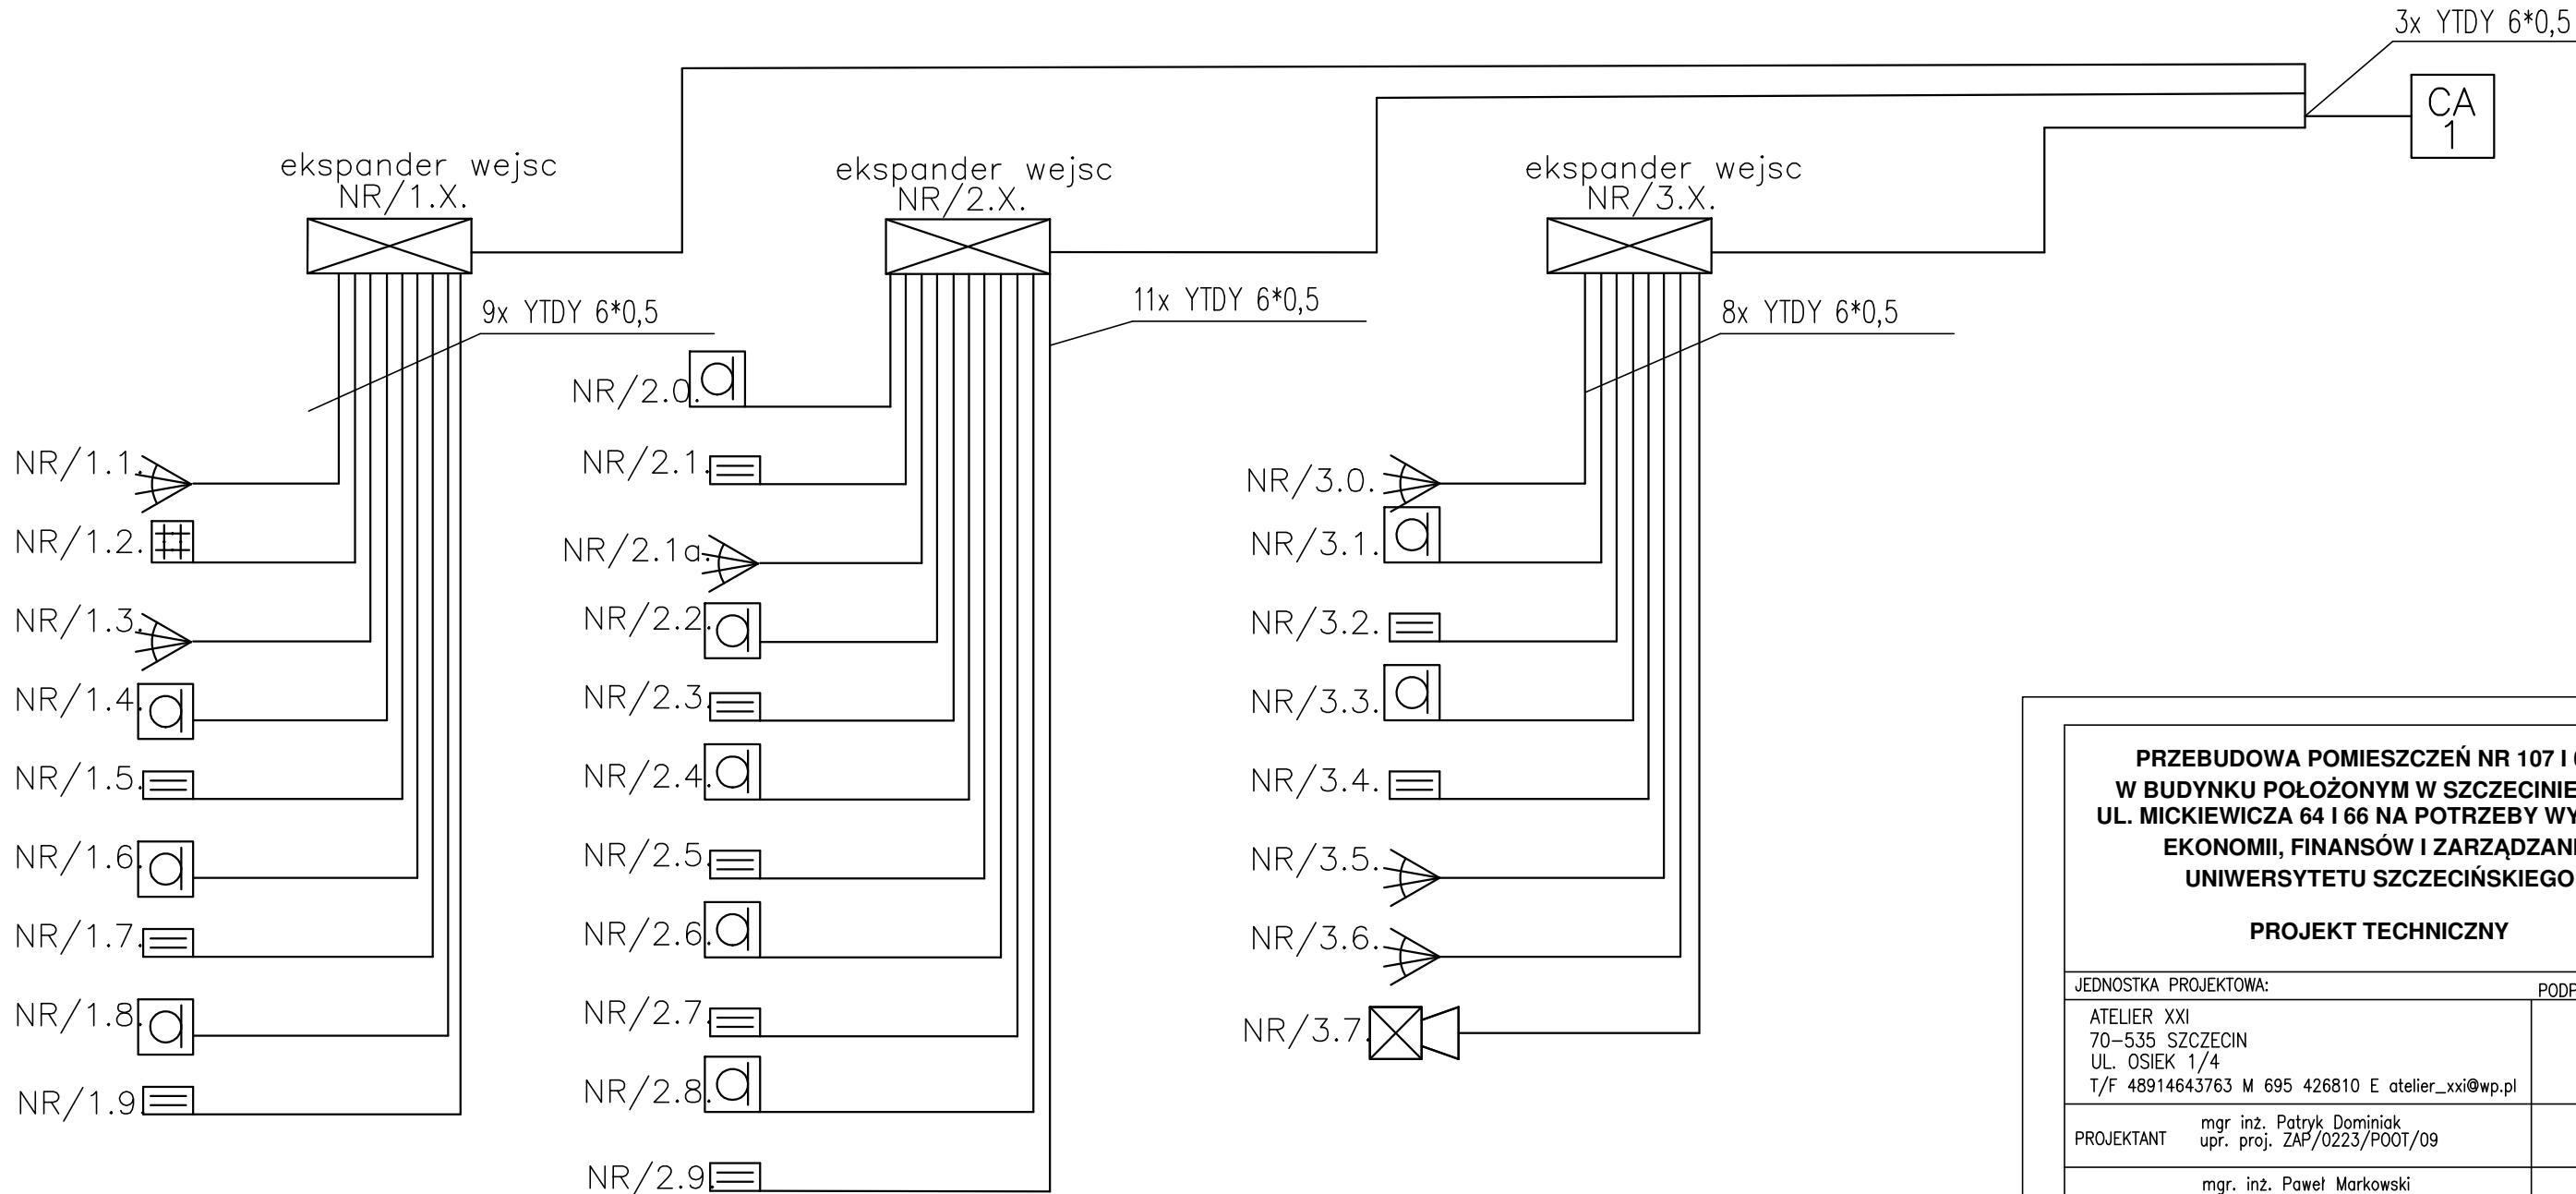 3x YTDY 6*0,5
CA
1
ekspander wejsc
NR/1.X.
ekspander wejsc
NR/2.X.
ekspander wejsc
NR/3.X.
9x YTDY 6*0,5
11x YTDY 6*0,5
8x YTDY 6*0,5
NR/1.1.
NR/1.2.
NR/1.3.
NR/1.4.
NR/1.5.
NR/1.6.
NR/1.7.
NR/1.8.
NR/1.9.
NR/2.0.
NR/2.1.
NR/2.1a.
NR/2.2.
NR/2.3.
NR/2.4.
NR/2.5.
NR/2.6.
NR/2.7.
NR/2.8.
NR/2.9.
NR/3.0.
NR/3.1.
NR/3.2.
NR/3.3.
NR/3.4.
NR/3.5.
NR/3.6.
NR/3.7.
PRZEBUDOWA POMIESZCZEŃ NR 107 I
W BUDYNKU POŁOŻONYM W SZCZECINIE
UL. MICKIEWICZA 64 I 66 NA POTRZEBY WY
EKONOMII, FINANSÓW I ZARZĄDZANI
UNIWERSYTETU SZCZECIŃSKIEGO
PROJEKT TECHNICZNY
JEDNOSTKA PROJEKTOWA:
PODP
ATELIER XXI
70-535 SZCZECIN
UL. OSIEK 1/4
T/F 48914643763 M 695 426810 E atelier_xxi@wp.pl
PROJEKTANT
mgr inż. Patryk Dominiak
upr. proj. ZAP/0223/POOT/09
mgr. inż. Paweł Markowski